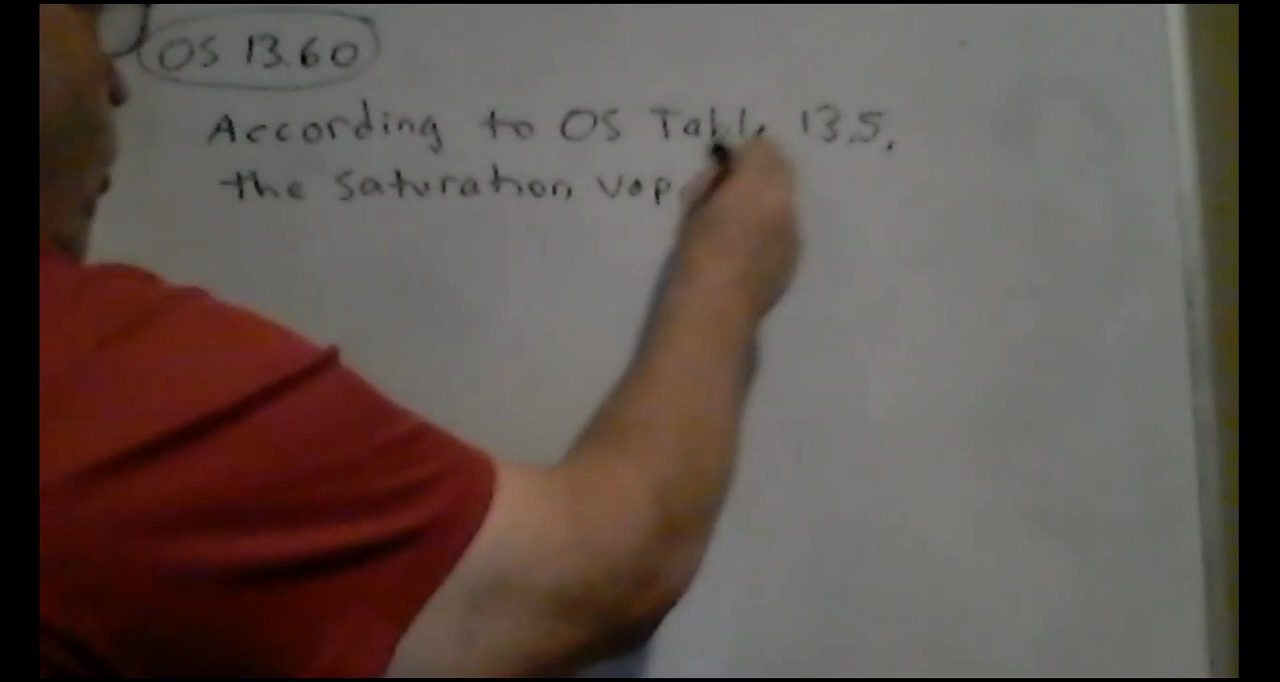 OS 13.60
According to OS Table 13.5,
the saturation vap